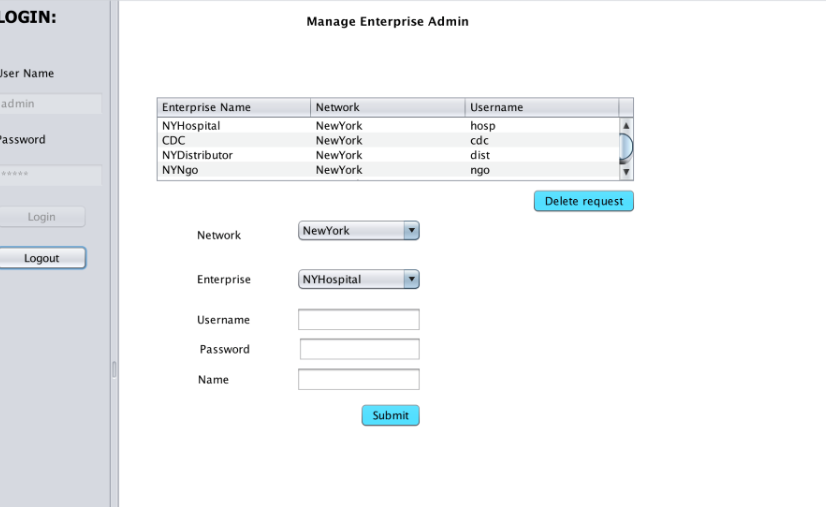 LOGIN:
User Name
admin
Password
*****
Login
Logout
Manage Enterprise Admin
Enterprise Name Network Username
NYHospital NewYork hosp
CDC NewYork cdc
NYDistributor NewYork dist
NYNgo NewYork ngo
Delete request
Network NewYork
Enterprise NYHospital
Username
Password
Name
Submit